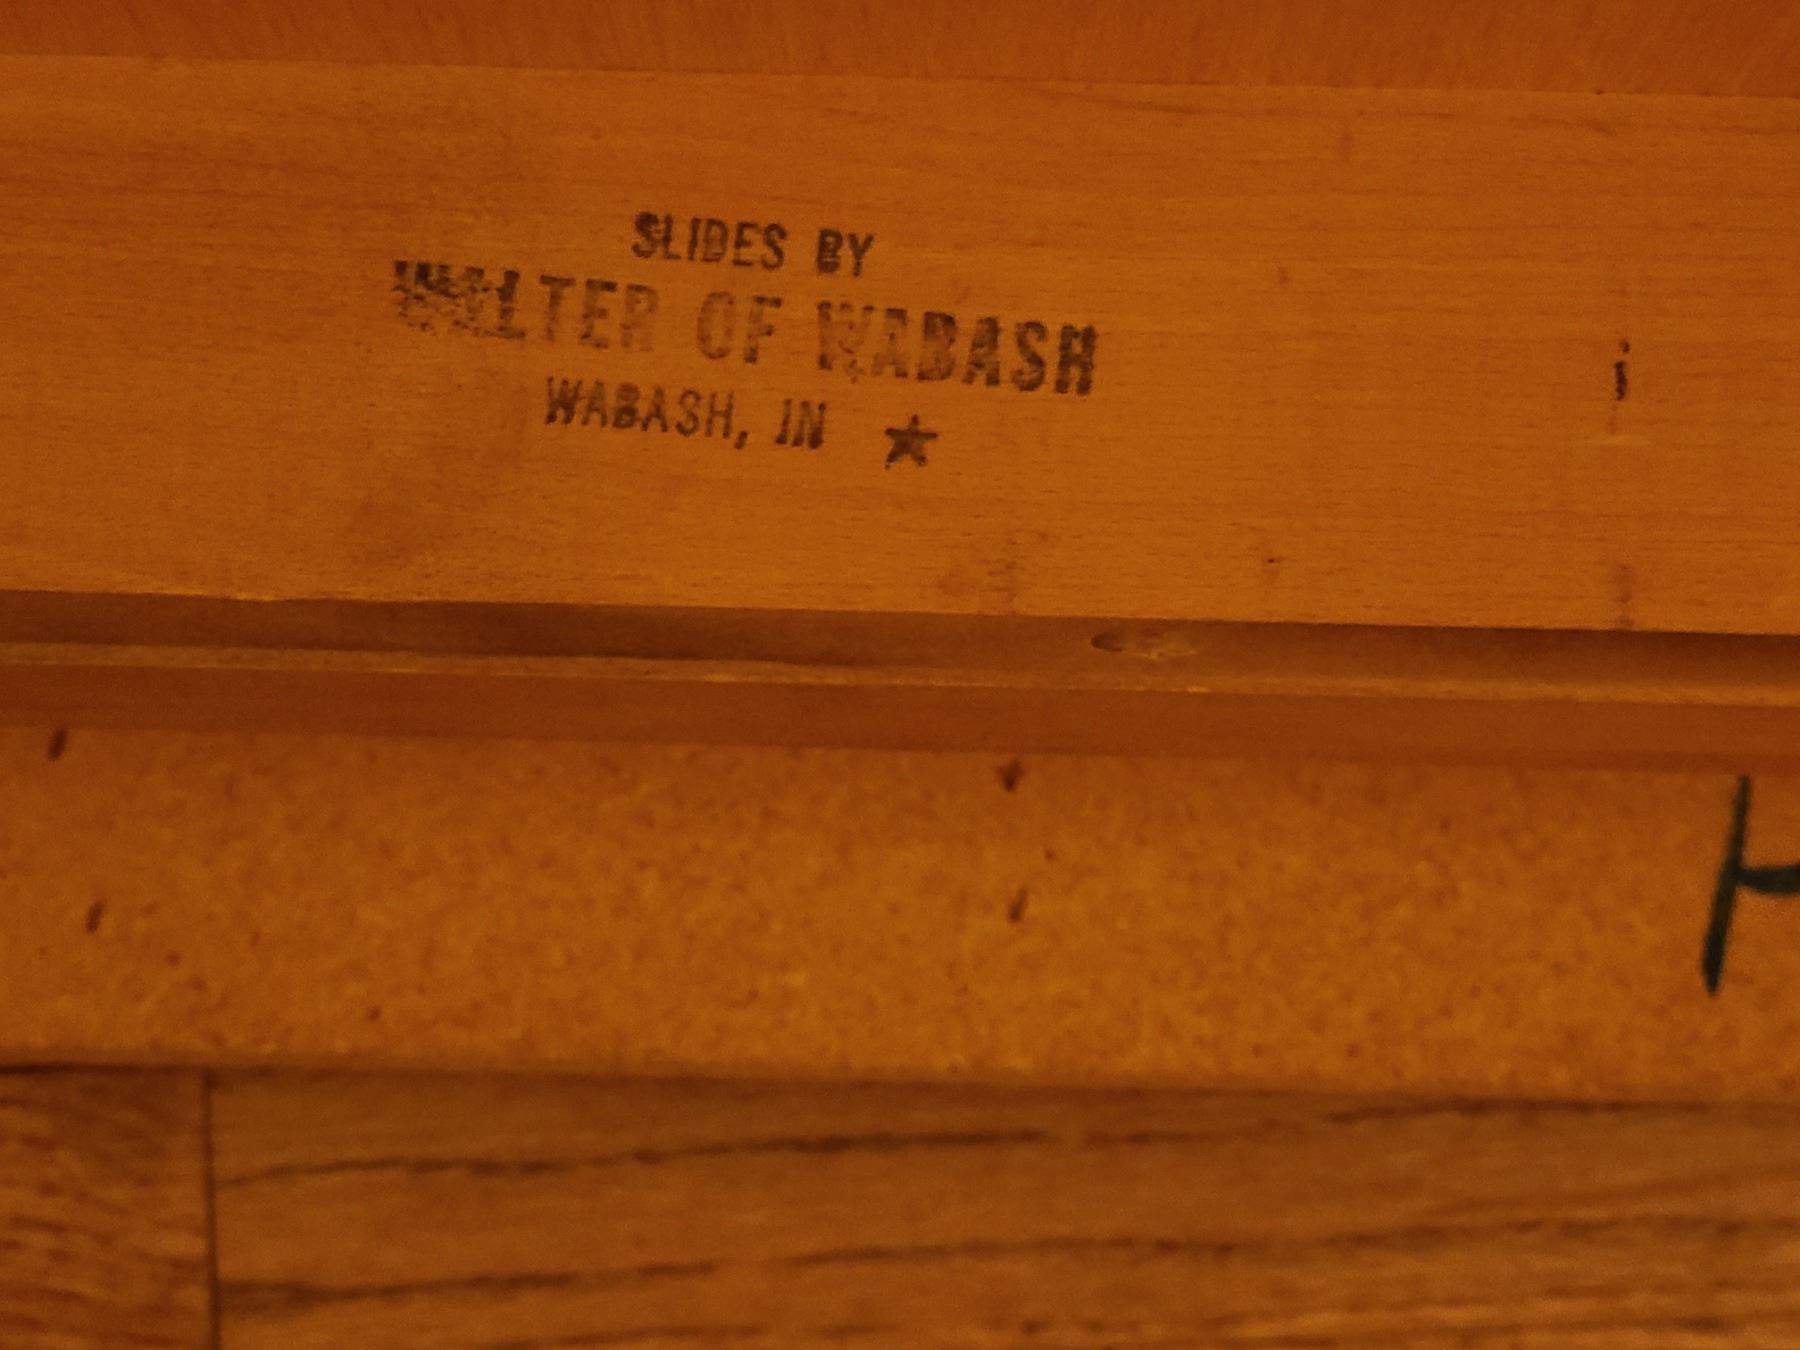 SLIDES BY
WALTER OF WABASH
WABASH, IN ★
H